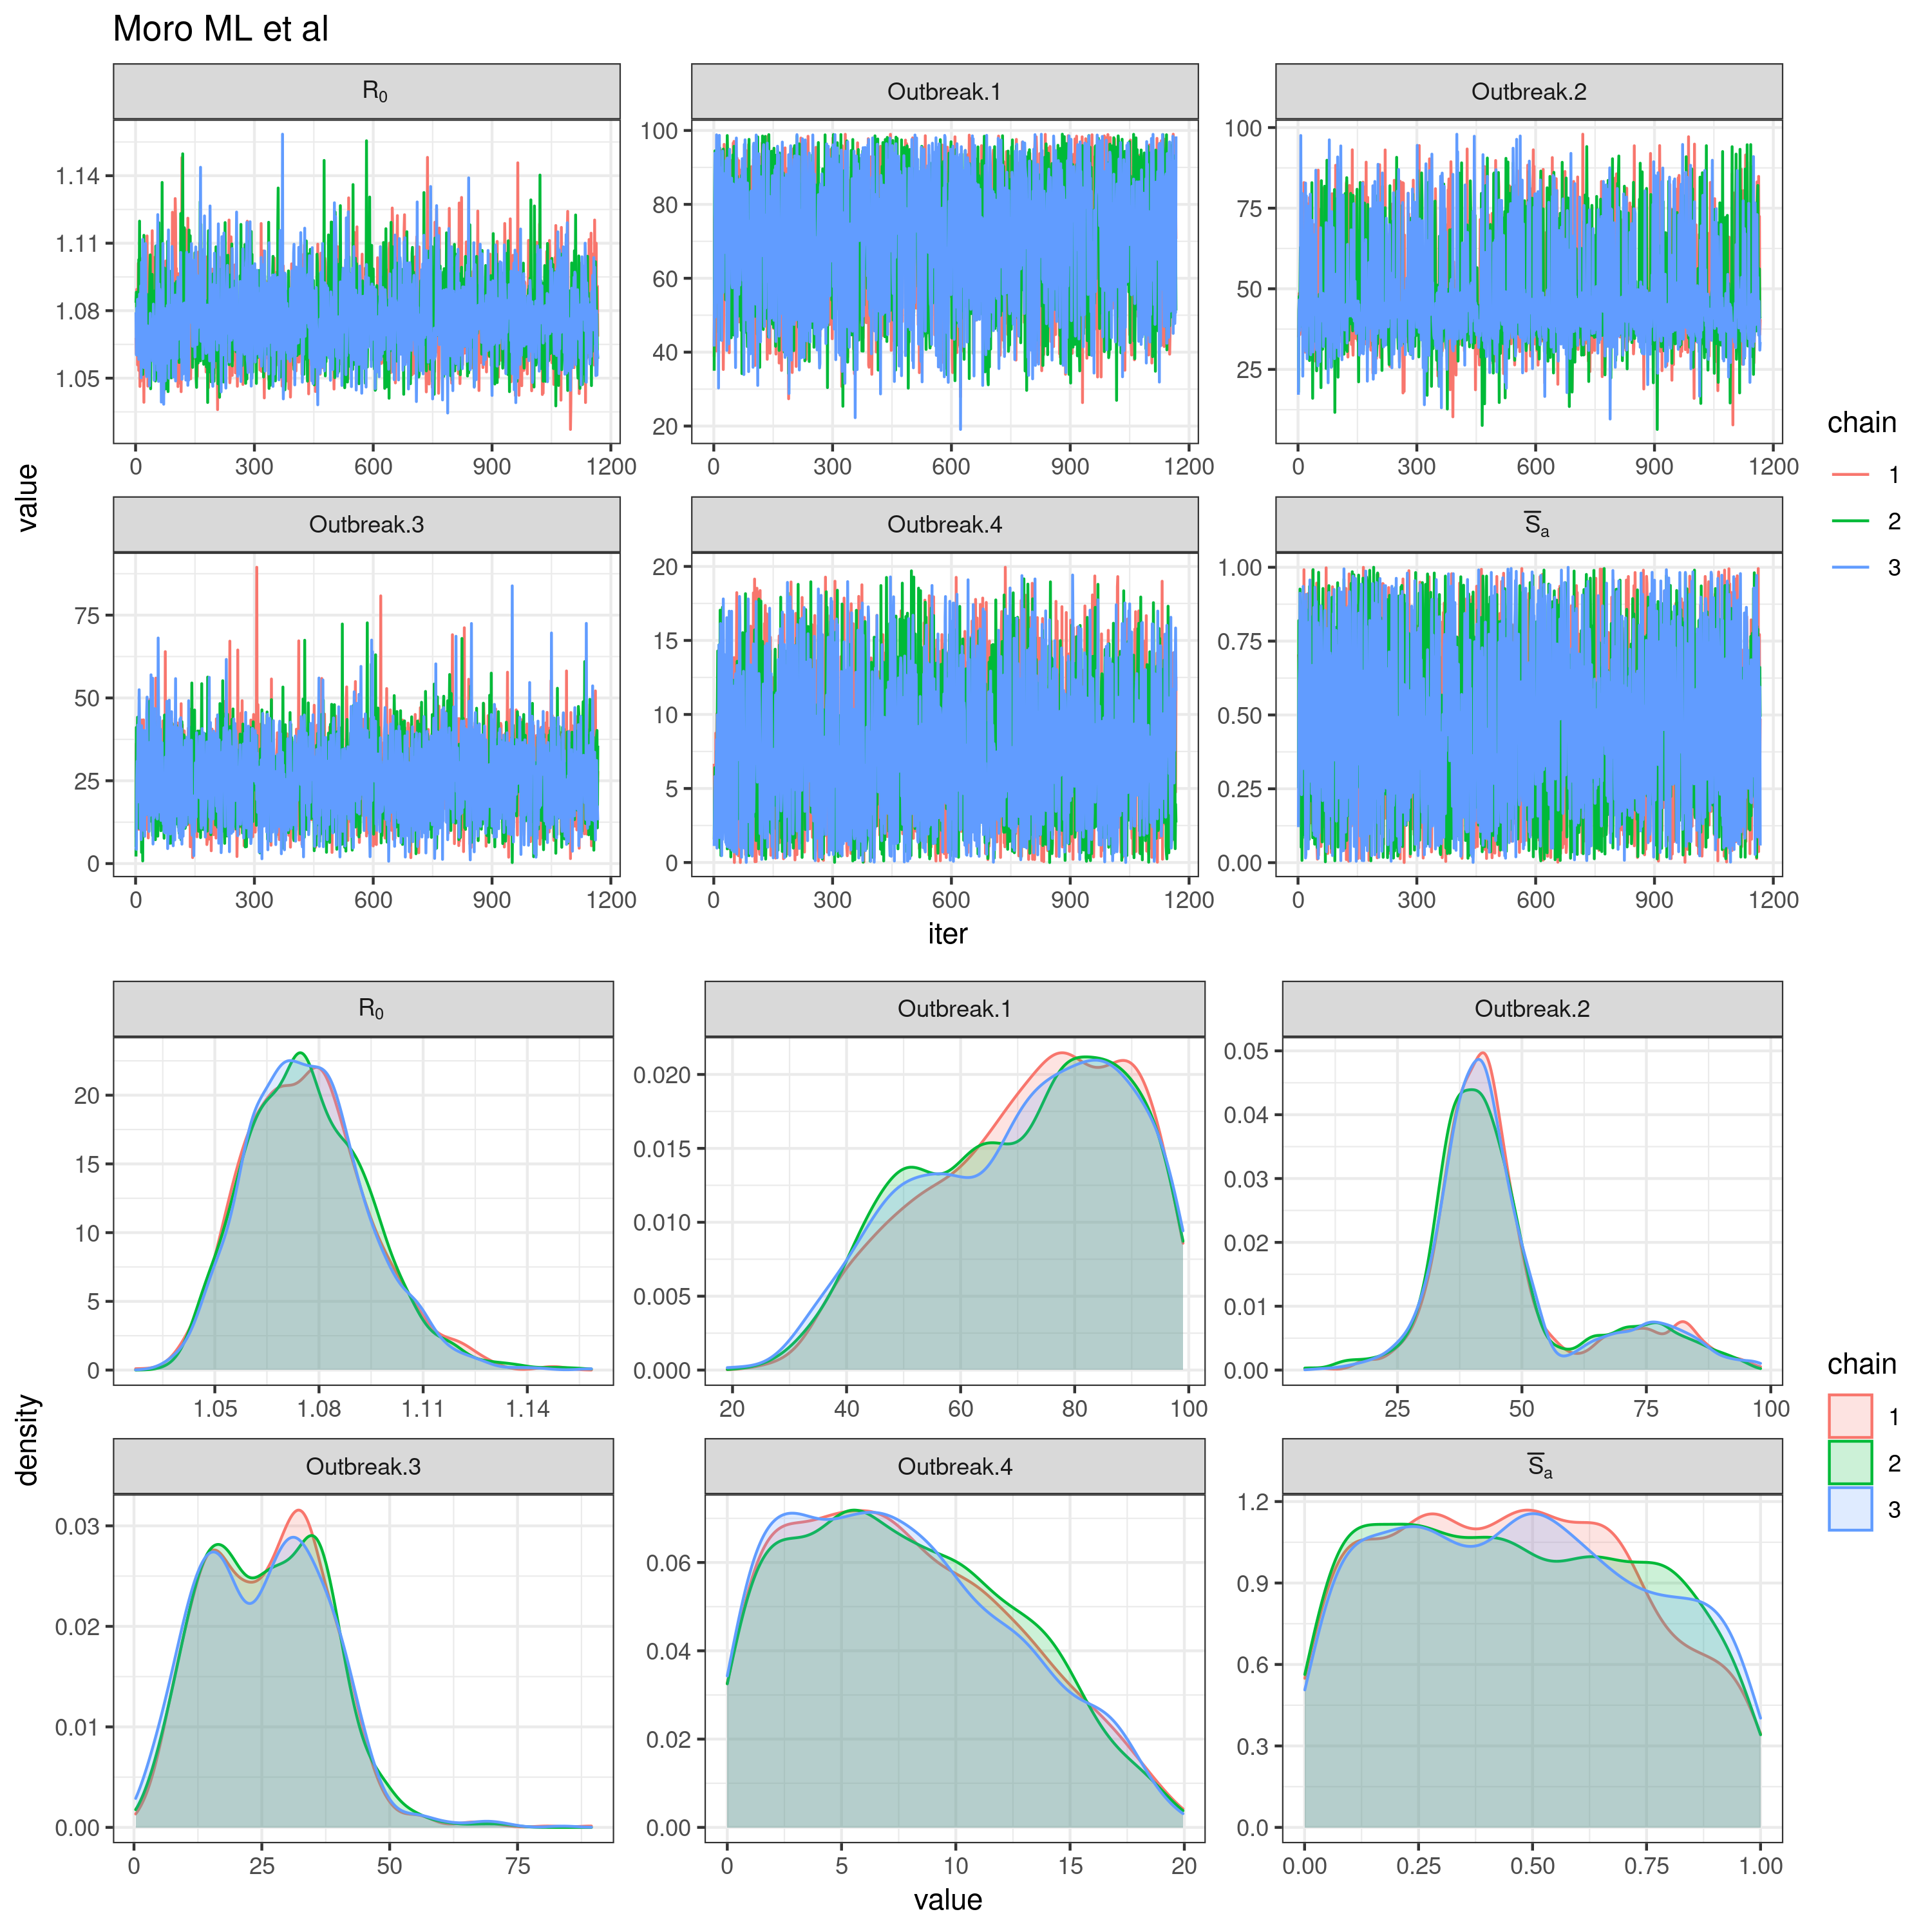 Moro ML et al
R0 Outbreak.1 Outbreak.2
1.14 1.11 1.08 1.05
100 80 60 40 20
100 75 50 25
0 300 600 900 1200 0 300 600 900 1200 0 300 600 900 1200
value
Outbreak.3 Outbreak.4 S̅a
75 50 25 0
20 15 10 5 0
1.00 0.75 0.50 0.25 0.00
0 300 600 900 1200 0 300 600 900 1200 0 300 600 900 1200
iter
chain
1
2
3
R0 Outbreak.1 Outbreak.2
20 15 10 5 0
0.020 0.015 0.010 0.005 0.000
0.05 0.04 0.03 0.02 0.01 0.00
1.05 1.08 1.11 1.14 20 40 60 80 100 25 50 75 100
density
Outbreak.3 Outbreak.4 S̅a
0.03 0.02 0.01 0.00
0.06 0.04 0.02 0.00
1.2 0.9 0.6 0.3 0.0
0 25 50 75 0 5 10 15 20 0.00 0.25 0.50 0.75 1.00
value
chain
1
2
3